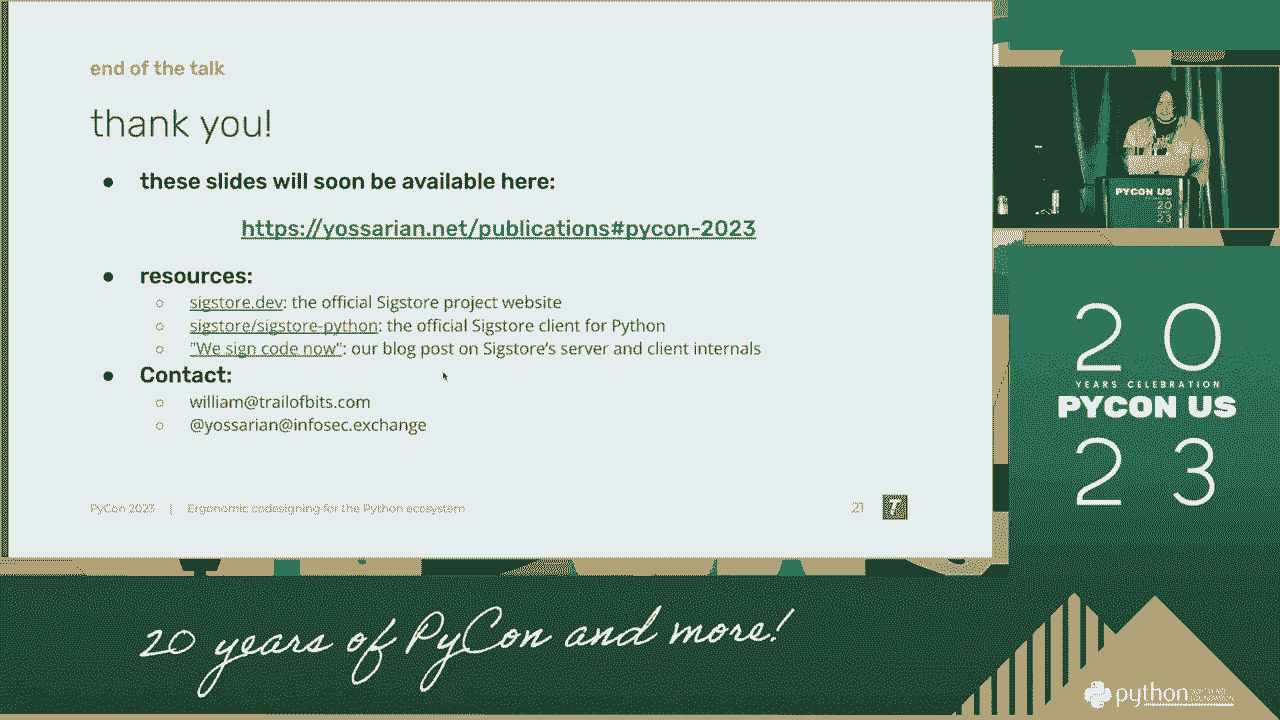 end of the talk
thank you!
● these slides will soon be available here:
https://yossarian.net/publications#pycon-2023
● resources:
○ sigstore.dev: the official Sigstore project website
○ sigstore/sigstore-python: the official Sigstore client for Python
○ "We sign code now": our blog post on Sigstore's server and client internals
● Contact:
○ william@trailofbits.com
○ @yossarian@infosec.exchange
PyCon 2023 | Ergonomic codesigning for the Python ecosystem
21
T
PYCON US
20
23
20
YEARS CELEBRATION
PYCON US
23
20 years of PyCon and more!
python